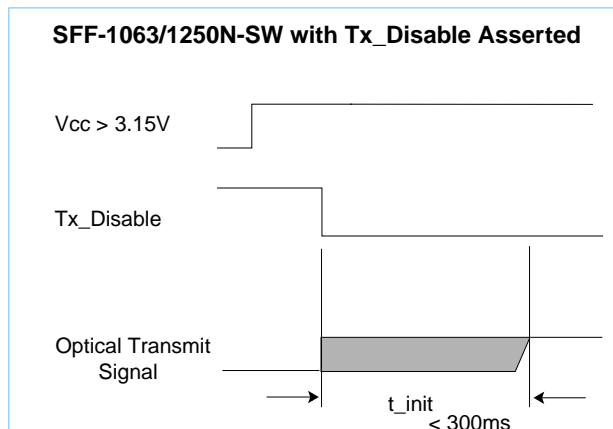 SFF-1063/1250N-SW with Tx_Disable Asserted
Vcc > 3.15V
Tx_Disable
Optical Transmit
Signal
t_init
< 300ms